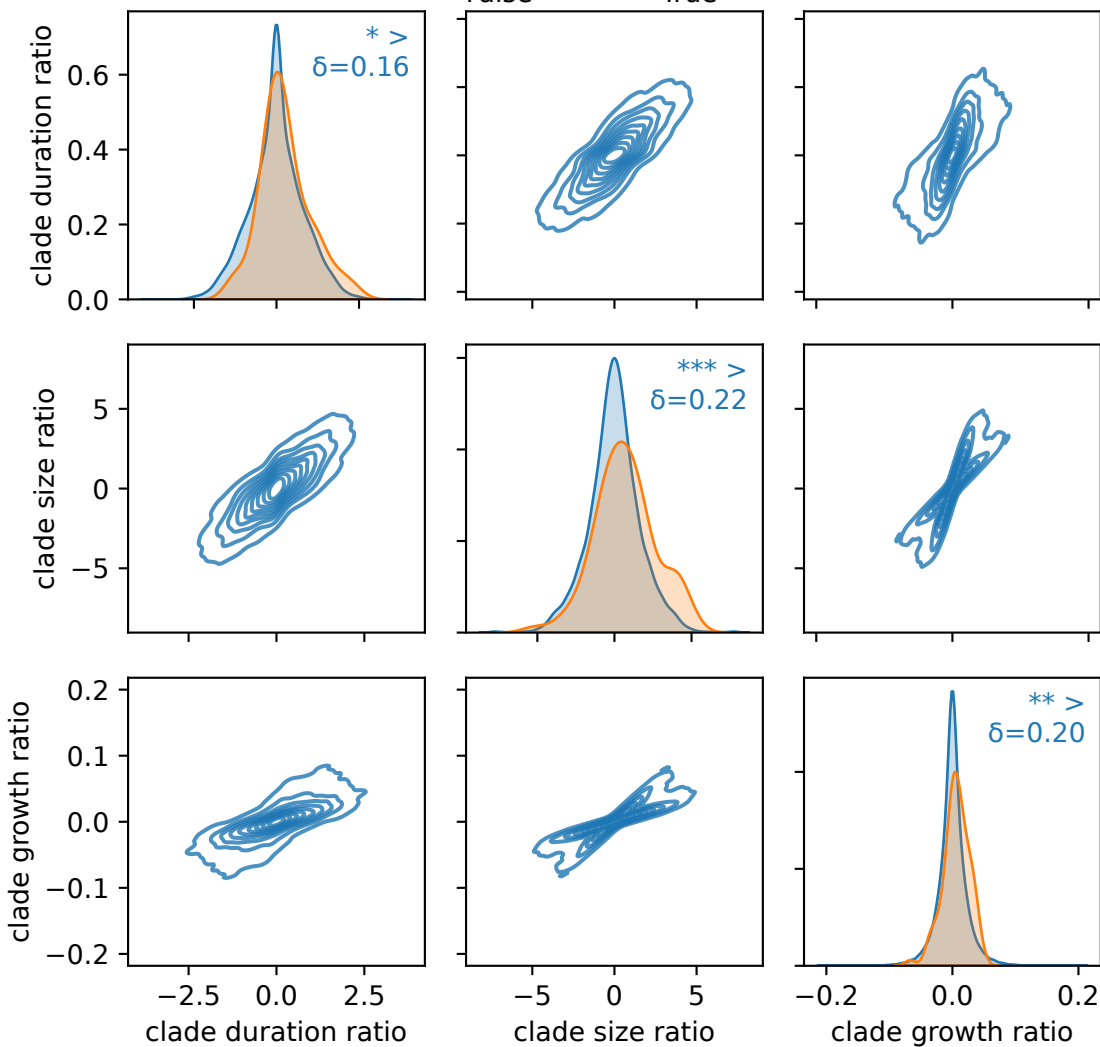 False True
clade duration ratio
0.6
0.4
0.2
0.0
* >
δ=0.16
clade size ratio
5
0
−5
*** >
δ=0.22
clade growth ratio
0.2
0.1
0.0
−0.1
−0.2
** >
δ=0.20
−2.5 0.0 2.5
−5 0 5
−0.2 0.0 0.2
clade duration ratio
clade size ratio
clade growth ratio